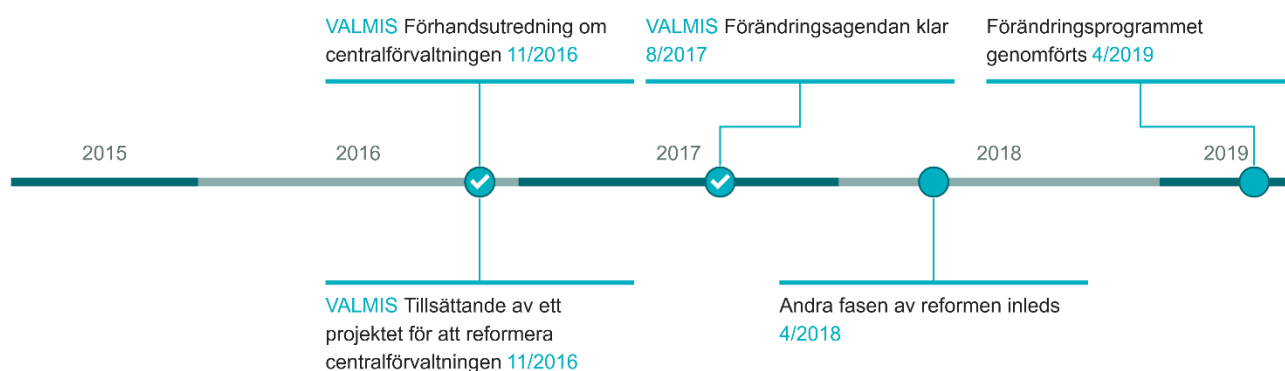 VALMIS Förhandsutredning om
centralförvaltningen 11/2016
VALMIS Förändringsagendan klar
8/2017
Förändringsprogrammet
genomförts 4/2019
2015
2016
2017
2018
2019
VALMIS Tillsättande av ett
projektet för att reformera
centralförvaltningen 11/2016
Andra fasen av reformen inleds
4/2018